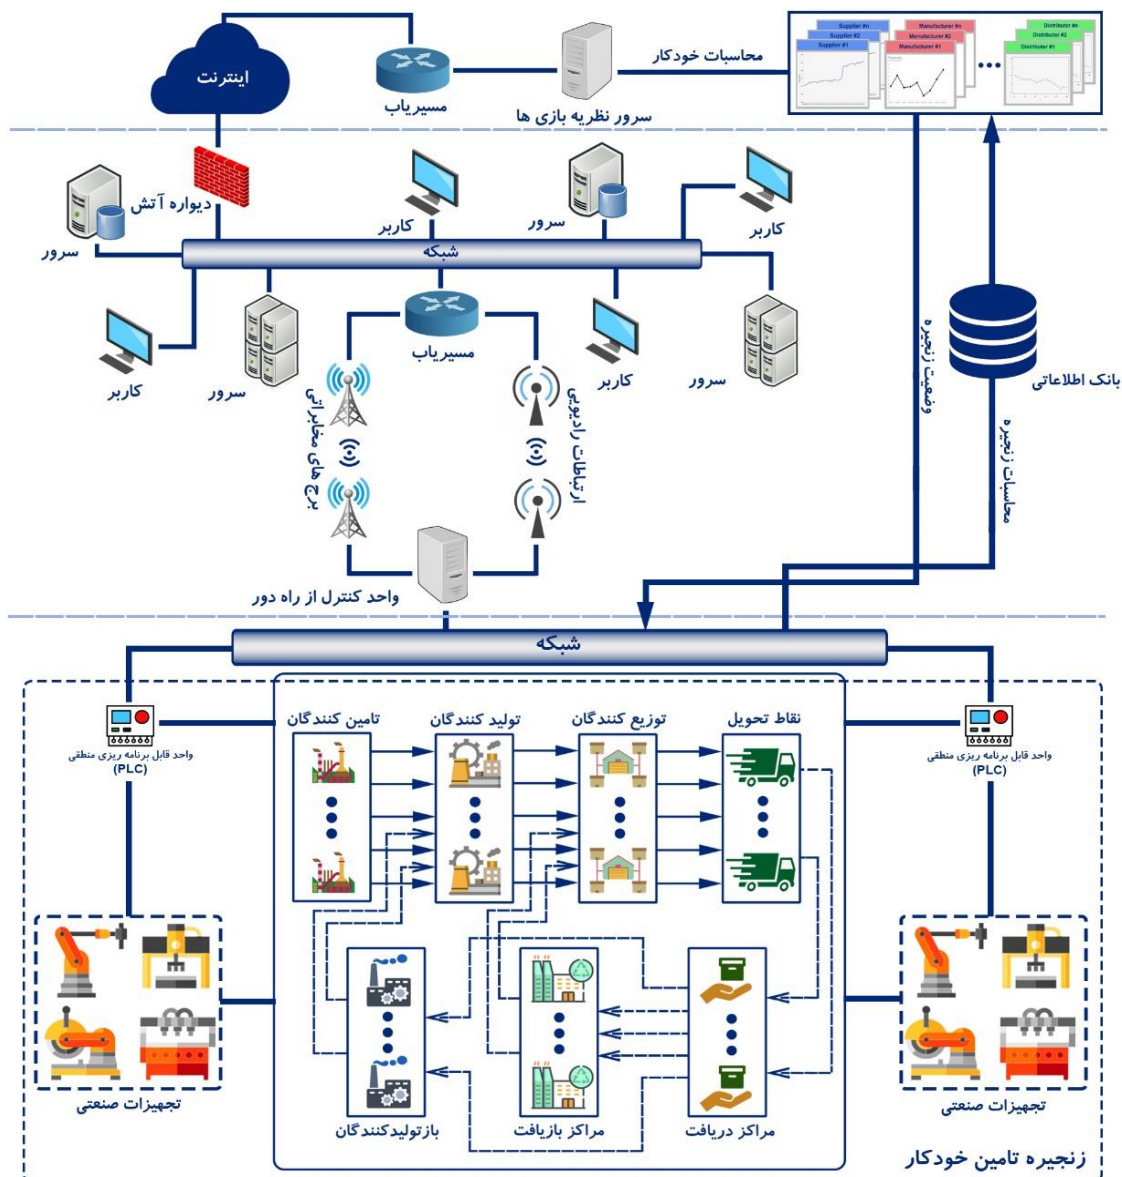 Supplier #n
Supplier #2
Supplier #1
Manufacturer #n
Manufacturer #2
Manufacturer #1
Distributor #n
Distributor #2
Distributor #1
محاسبات خودکار
اینترنت
مسیریاب
سرور نظریه بازی ها
دیواره آتش
سرور
کاربر
سرور
کاربر
شبکه
کاربر
سرور
مسیریاب
کاربر
سرور
بانک اطلاعاتی
وضعیت زنجیره
محاسبات زنجیره
برج های مخابراتی
ارتباطات رادیویی
واحد کنترل از راه دور
شبکه
نقاط تحویل
توزیع کنندگان
تولید کنندگان
تامین کنندگان
واحد قابل برنامه ریزی منطقی
(PLC)
واحد قابل برنامه ریزی منطقی
(PLC)
تجهیزات صنعتی
تجهیزات صنعتی
مراکز دریافت
مراکز بازیافت
بازتولیدکنندگان
زنجیره تامین خودکار